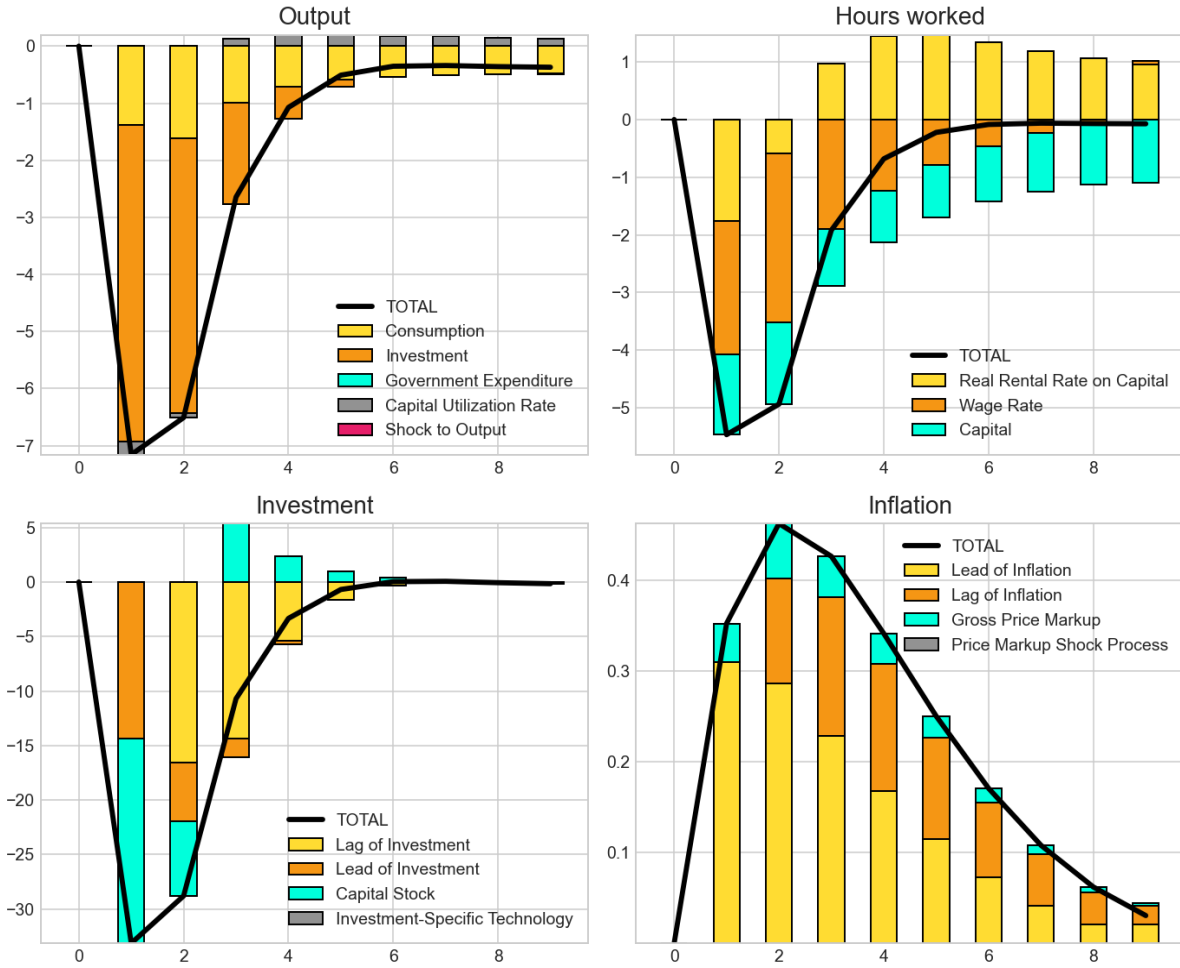 Output
0
−1
−2
−3
−4
−5
−6
−7
TOTAL
Consumption
Investment
Government Expenditure
Capital Utilization Rate
Shock to Output
0 2 4 6 8
Hours worked
1
0
−1
−2
−3
−4
−5
TOTAL
Real Rental Rate on Capital
Wage Rate
Capital
0 2 4 6 8
Investment
5
0
−5
−10
−15
−20
−25
−30
TOTAL
Lag of Investment
Lead of Investment
Capital Stock
Investment-Specific Technology
0 2 4 6 8
Inflation
0.4
0.3
0.2
0.1
TOTAL
Lead of Inflation
Lag of Inflation
Gross Price Markup
Price Markup Shock Process
0 2 4 6 8